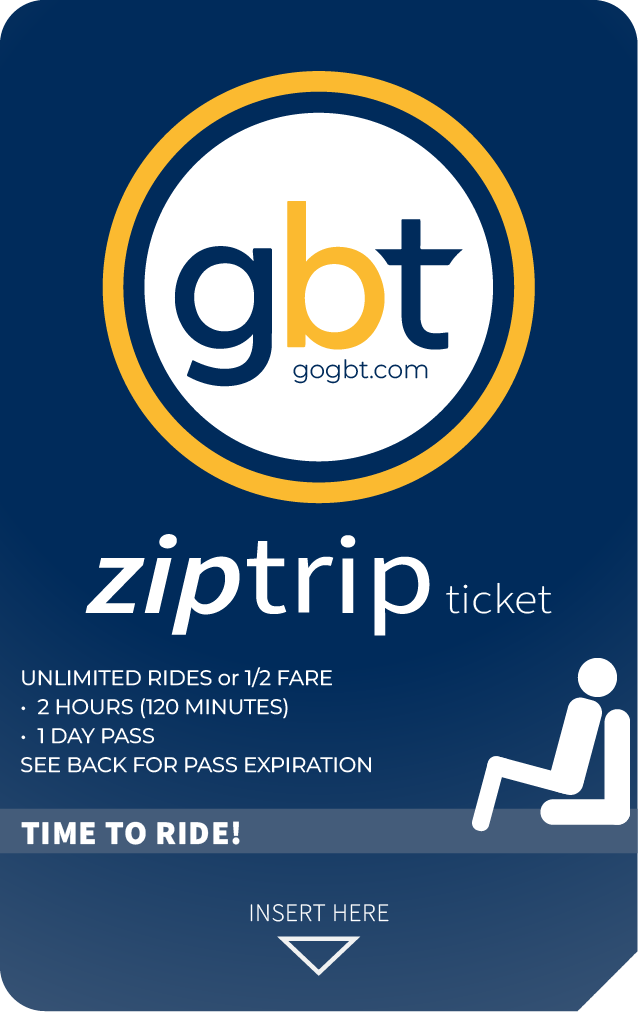 gbt
gogbt.com
ziptrip ticket
UNLIMITED RIDES or 1/2 FARE
• 2 HOURS (120 MINUTES)
• 1 DAY PASS
SEE BACK FOR PASS EXPIRATION
TIME TO RIDE!
INSERT HERE